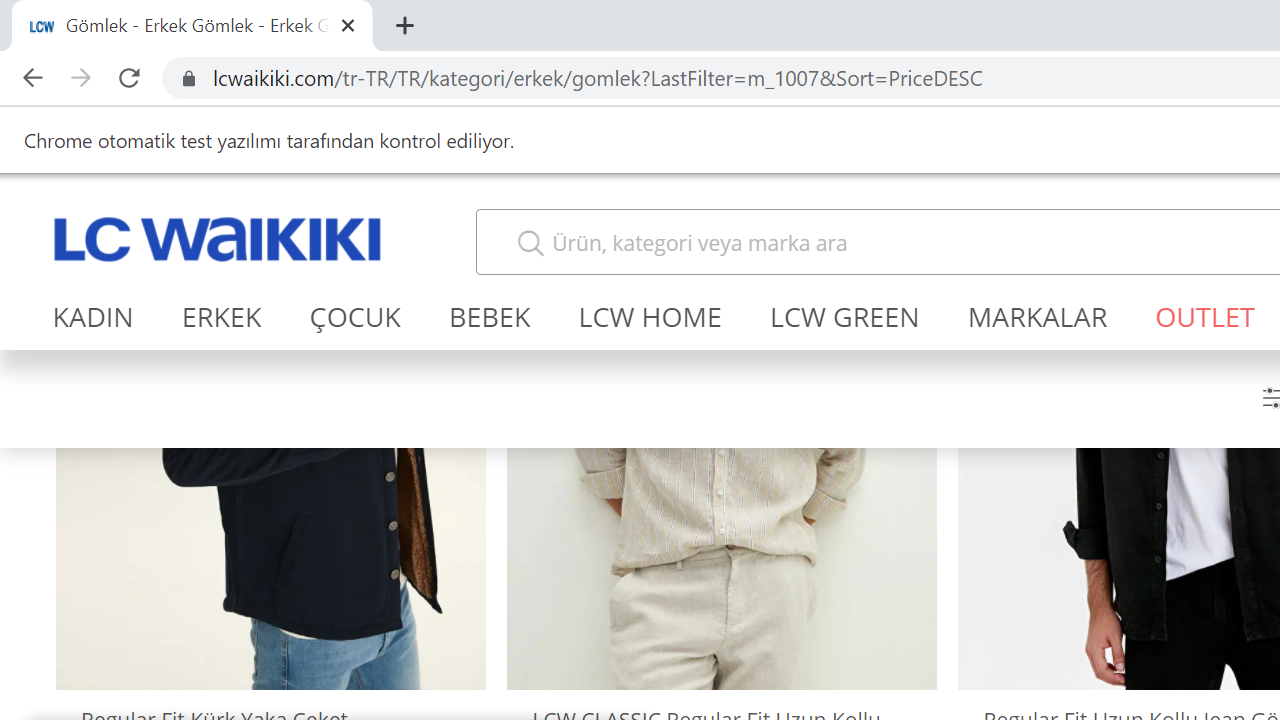 LCW Gömlek - Erkek Gömlek - Erkek G
lcwaikiki.com/tr-TR/TR/kategori/erkek/gomlek?LastFilter=m_1007&Sort=PriceDESC
Chrome otomatik test yazılımı tarafından kontrol ediliyor.
LC WAIKIKI
Ürün, kategori veya marka ara
KADIN ERKEK ÇOCUK BEBEK LCW HOME LCW GREEN MARKALAR OUTLET
Regular Fit Kürk Yaka Ceket LCW CLASSIC Regular Fit Uzun Kollu Regular Fit Uzun Kollu Jean Gö